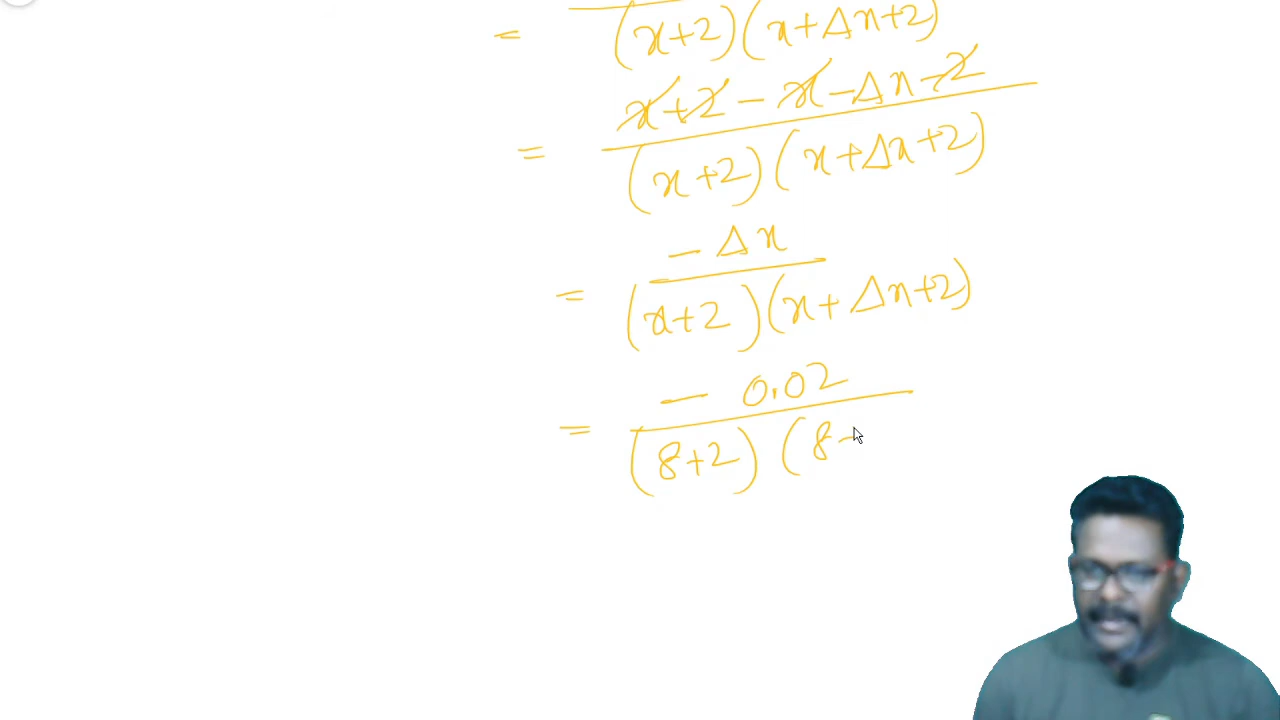 = (x+2)(x+Δx+2)
x+2-x-Δx-2
= (x+2)(x+Δx+2)
-Δx
= (x+2)(x+Δx+2)
- 0.02
= (8+2) (8-